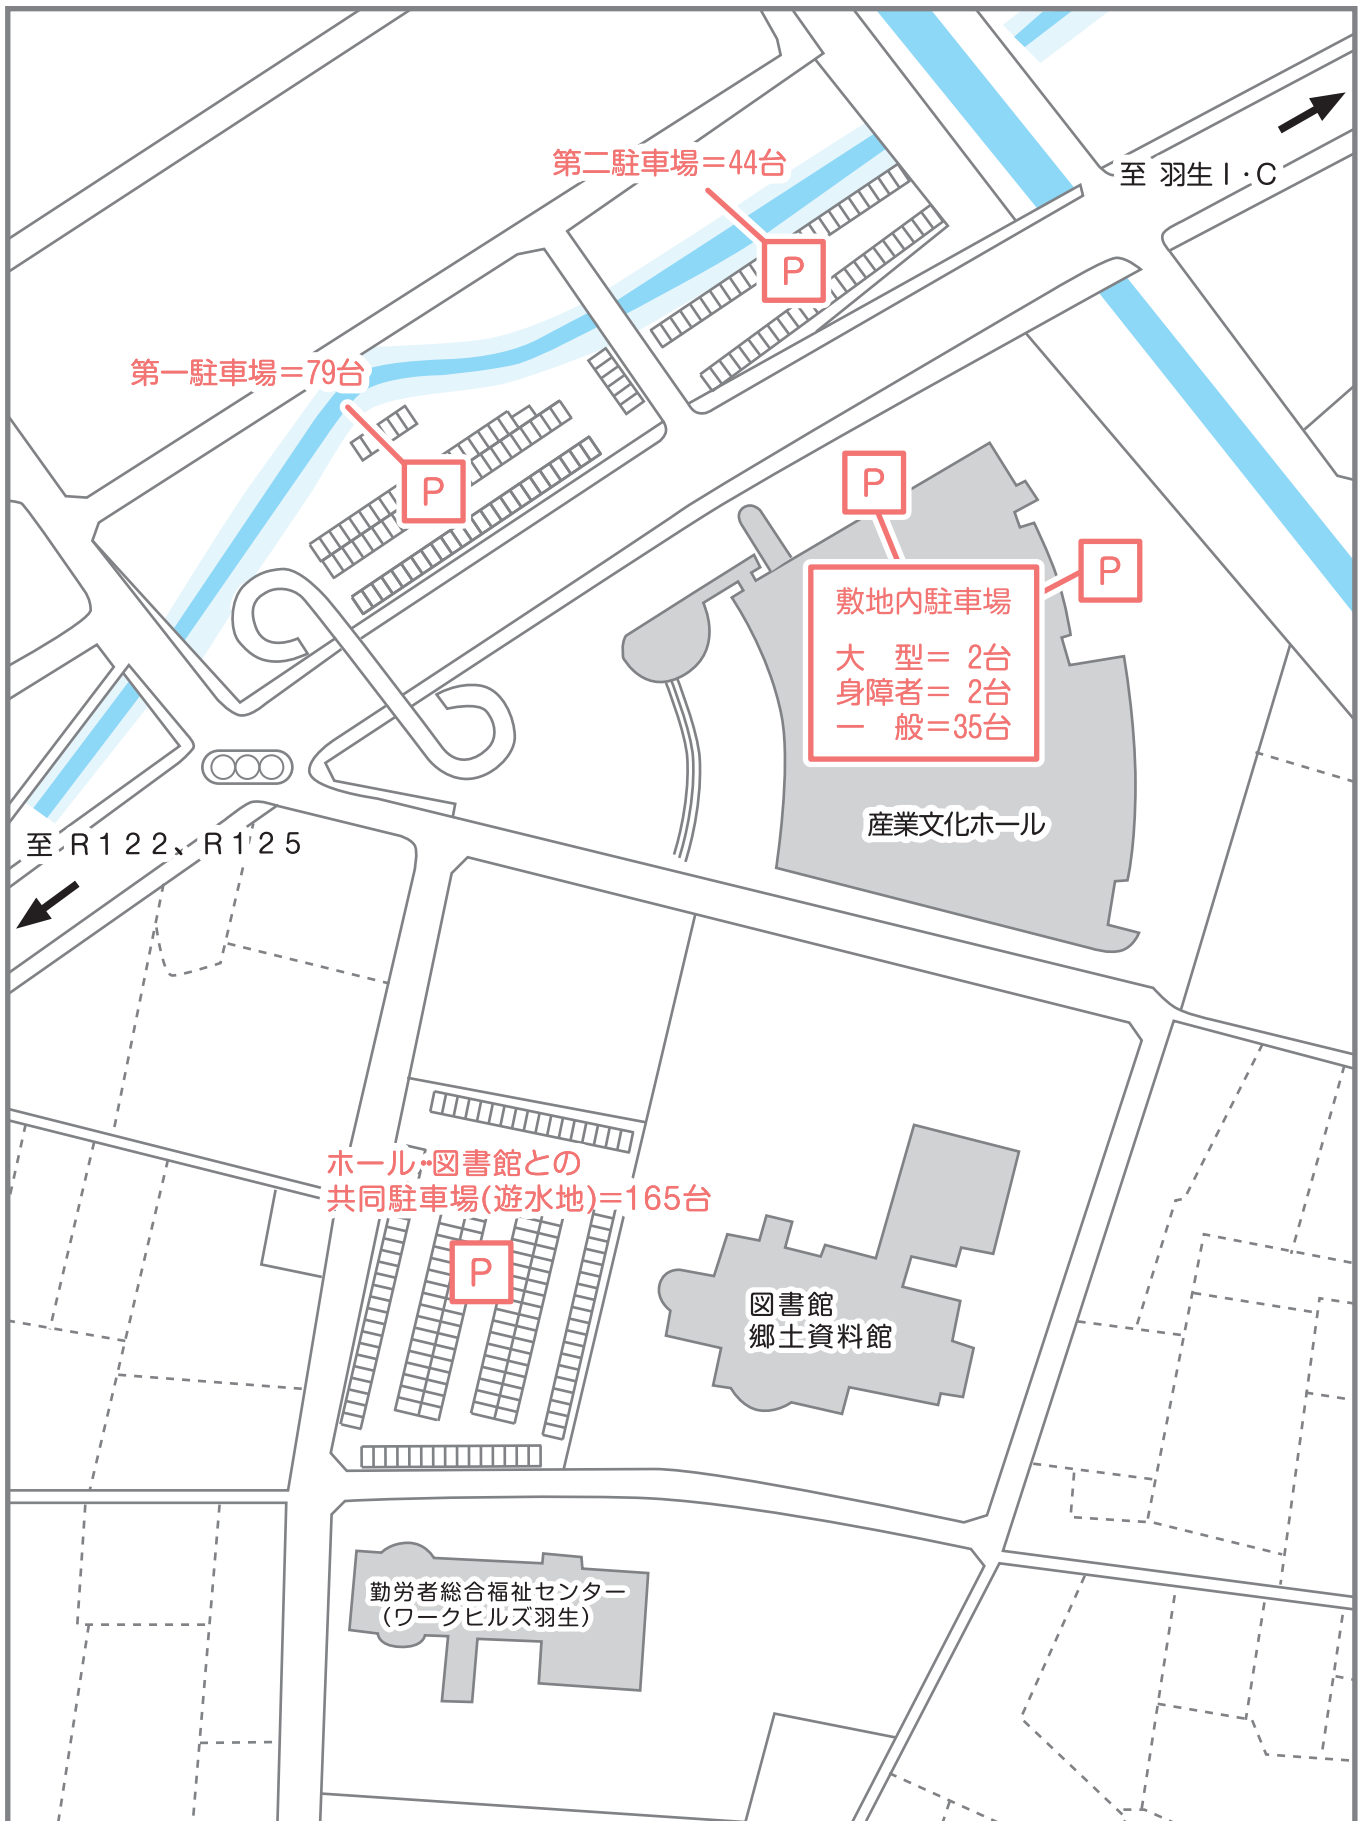 第二駐車場＝44台
至 羽生Ⅰ・C
P
第一駐車場＝79台
P
P
P
敷地内駐車場
大　型＝ 2台
身障者＝ 2台
一　般＝35台
産業文化ホール
至 R122、R125
ホール・図書館との
共同駐車場(遊水地)＝165台
P
図書館
郷土資料館
勤労者総合福祉センター
（ワークヒルズ羽生）